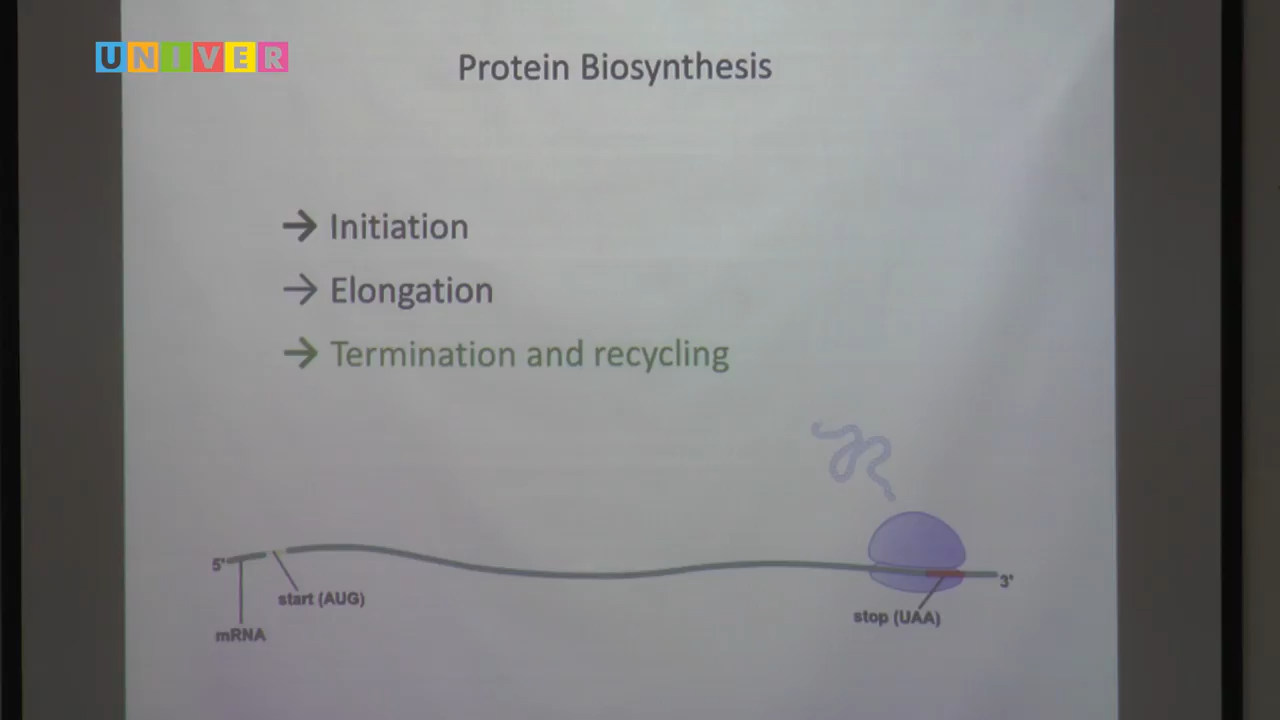 UNIVER
Protein Biosynthesis
→ Initiation
→ Elongation
→ Termination and recycling
5'
3'
start (AUG)
stop (UAA)
mRNA